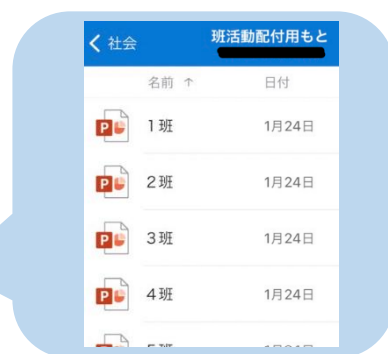 社会
班活動配付用もと
名前 ↑ 日付
P 1班 1月24日
P 2班 1月24日
P 3班 1月24日
P 4班 1月24日